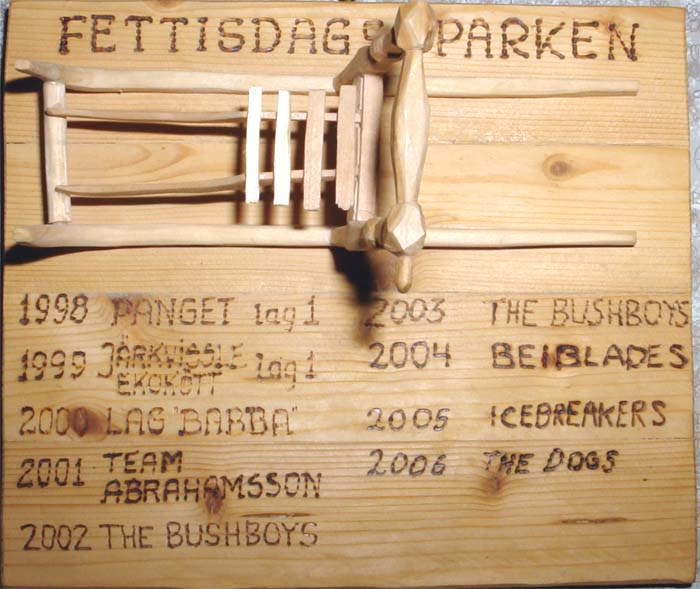 FETTISDAGS PARKEN
1998 PANGET lag 1
1999 JÄRKVISSLE lag 1
EKOKÖTT
2000 LAG "BABBA"
2001 TEAM
ABRAHAMSSON
2002 THE BUSHBOYS
2003 THE BUSHBOYS
2004 BEIBLADES
2005 ICEBREAKERS
2006 THE DOGS